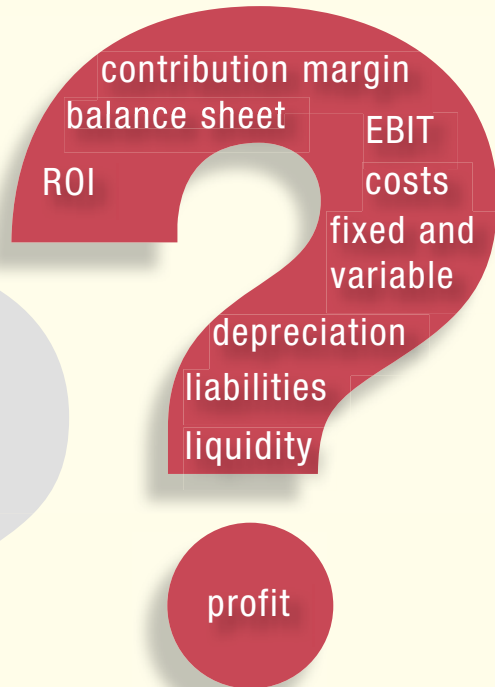 contribution margin
balance sheet
EBIT
ROI
costs
fixed and
variable
depreciation
liabilities
liquidity
profit